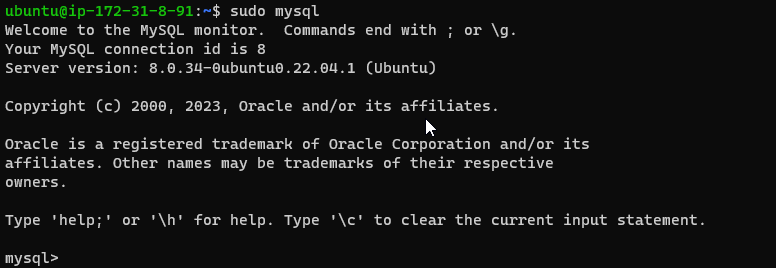 ubuntu@ip-172-31-8-91:~$ sudo mysql
Welcome to the MySQL monitor.  Commands end with ; or \g.
Your MySQL connection id is 8
Server version: 8.0.34-0ubuntu0.22.04.1 (Ubuntu)
Copyright (c) 2000, 2023, Oracle and/or its affiliates.
Oracle is a registered trademark of Oracle Corporation and/or its
affiliates. Other names may be trademarks of their respective
owners.
Type 'help;' or '\h' for help. Type '\c' to clear the current input statement.
mysql>